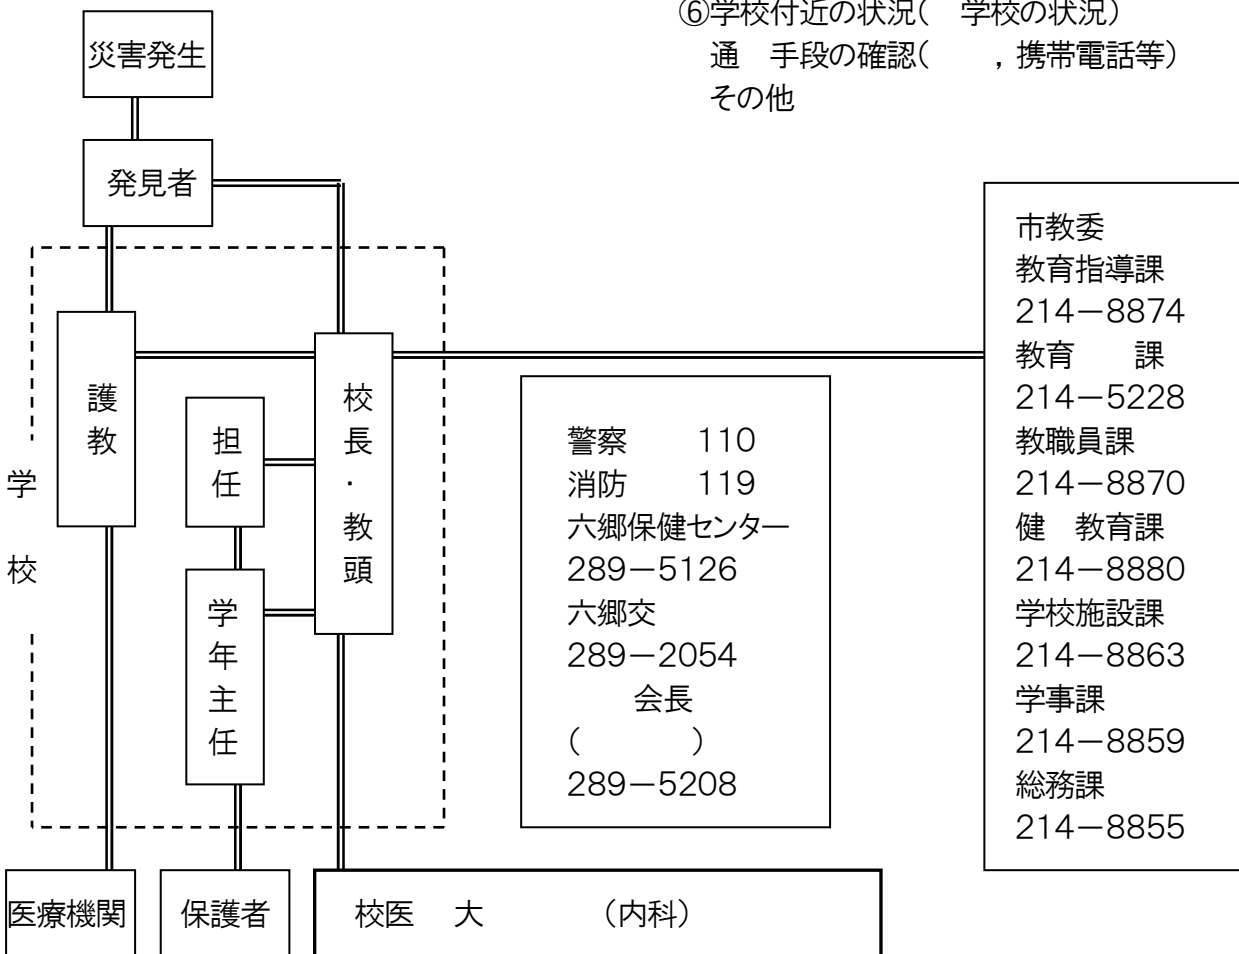 ⑥学校付近の状況(　学校の状況)
通　手段の確認(　　，携帯電話等)
その他
災害発生
発見者
護教
担任
校長・教頭
学年主任
学校
警察　　110
消防　　119
六郷保健センター
289－5126
六郷交
289－2054
会長
(　　　)
289－5208
市教委
教育指導課
214－8874
教育　　課
214－5228
教職員課
214－8870
健　教育課
214－8880
学校施設課
214－8863
学事課
214－8859
総務課
214－8855
医療機関
保護者
校医　大　　　　(内科)